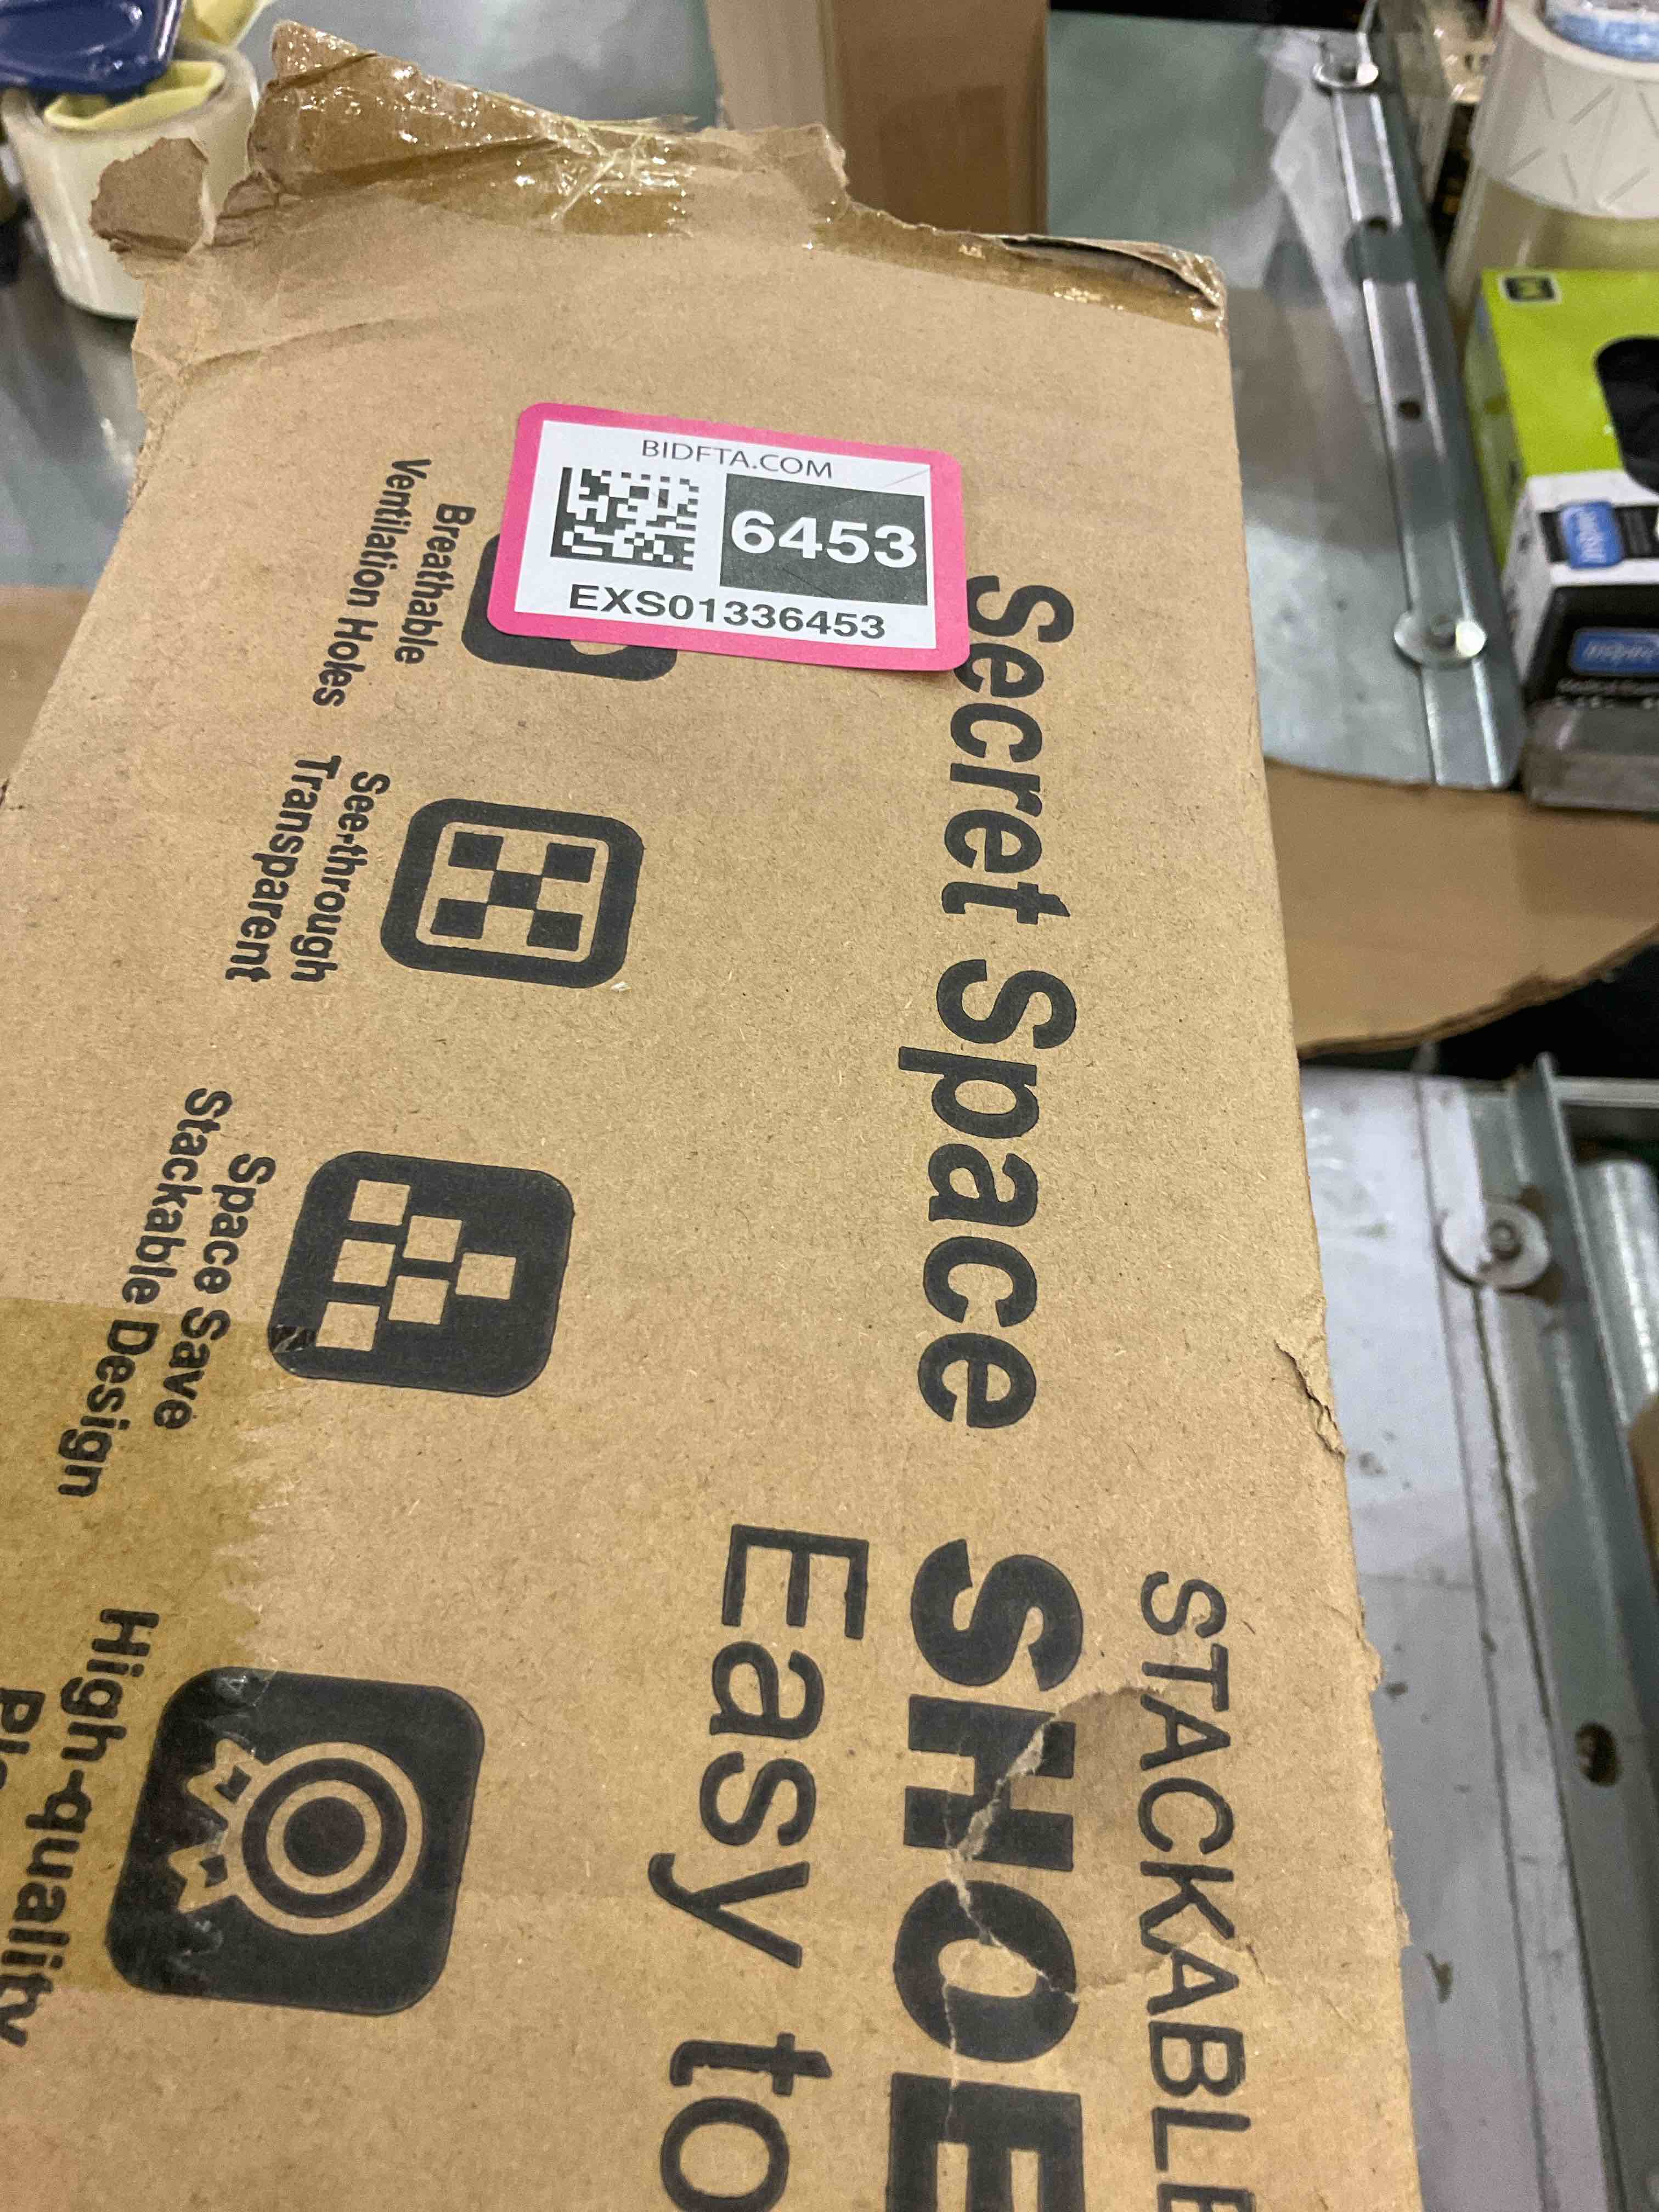 BIDFTA.COM
6453
EXS01336453
Secret Space
Breathable
Ventilation Holes
See-through
Transparent
Space Save
Stackable Design
High-quality
STACKABLE
SHOE
Easy to